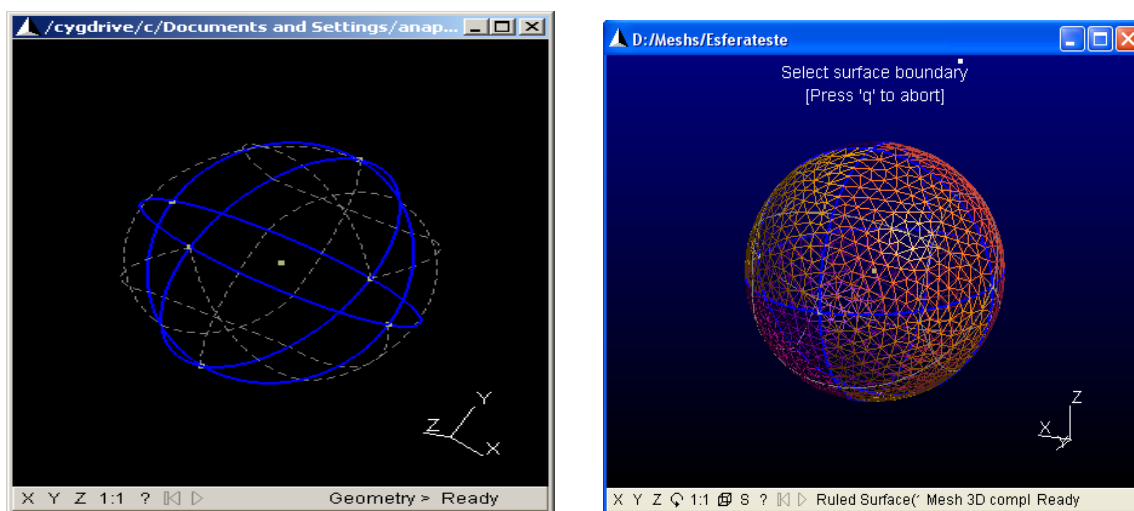 /cygdrive/c/Documents and Settings/anap...
Y
Z
X
X Y Z 1:1 ? Geometry > Ready
D:/Meshs/Esferateste
Select surface boundary
[Press 'q' to abort]
Z
X
Y
X Y Z 1:1 S ? Ruled Surface(' Mesh 3D compl Ready